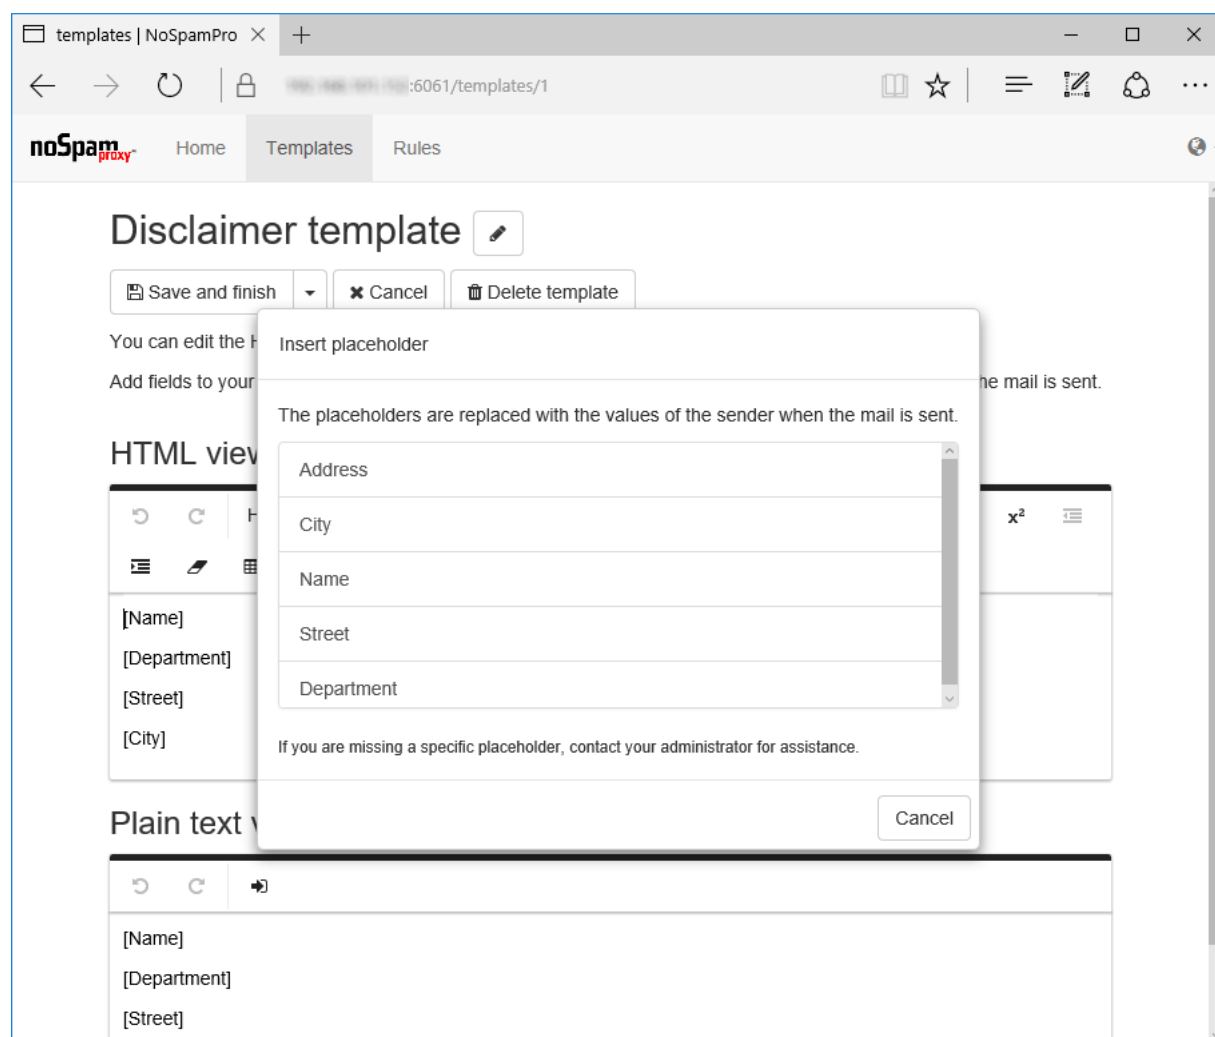 templates | NoSpamPro
:6061/templates/1
noSpam proxy Home Templates Rules
Disclaimer template
Save and finish Cancel Delete template
You can edit the H
Insert placeholder
Add fields to your he mail is sent.
The placeholders are replaced with the values of the sender when the mail is sent.
HTML view
Address
City
Name
Street
Department
x²
[Name]
[Department]
[Street]
[City]
If you are missing a specific placeholder, contact your administrator for assistance.
Cancel
Plain text v
[Name]
[Department]
[Street]